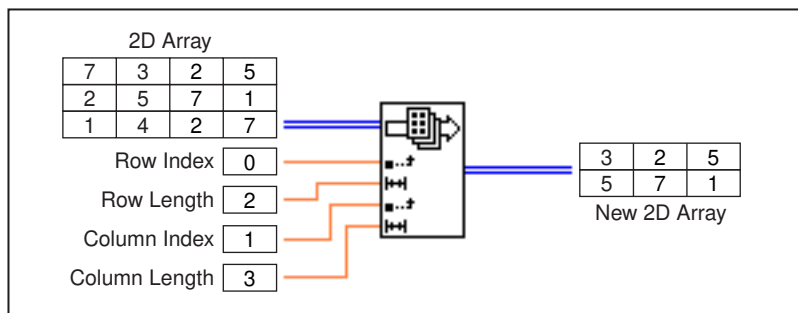 2D Array
7 3 2 5
2 5 7 1
1 4 2 7
Row Index 0
Row Length 2
Column Index 1
Column Length 3
3 2 5
5 7 1
New 2D Array